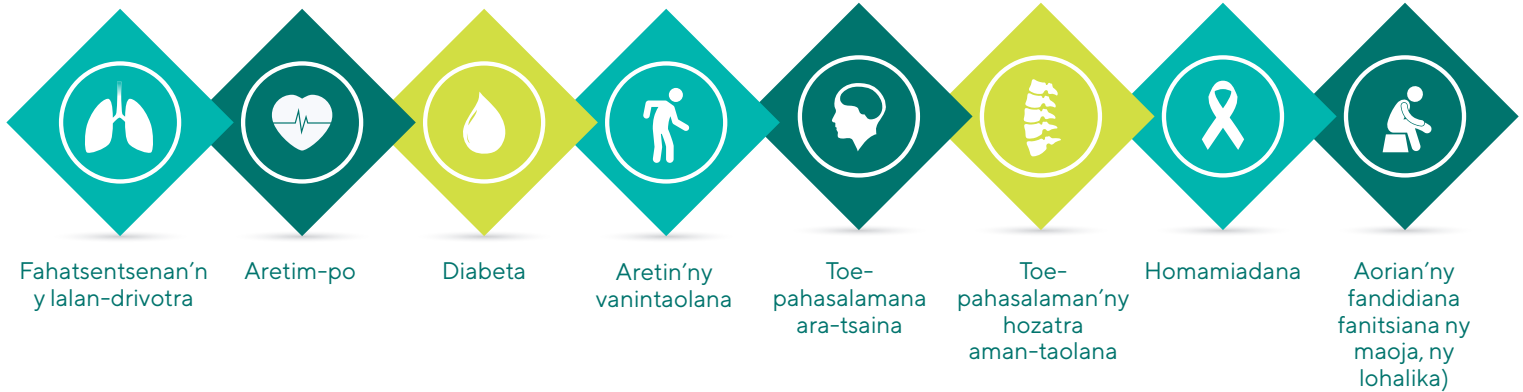 Fahatsentsenan’n
y lalan-drivotra
Aretim-po
Diabeta
Aretin’ny
vanintaolana
Toe-
pahasalamana
ara-tsaina
Toe-
pahasalaman’ny
hozatra
aman-taolana
Homamiadana
Aorian’ny
fandidiana
fanitsiana ny
maoja, ny
lohalika)